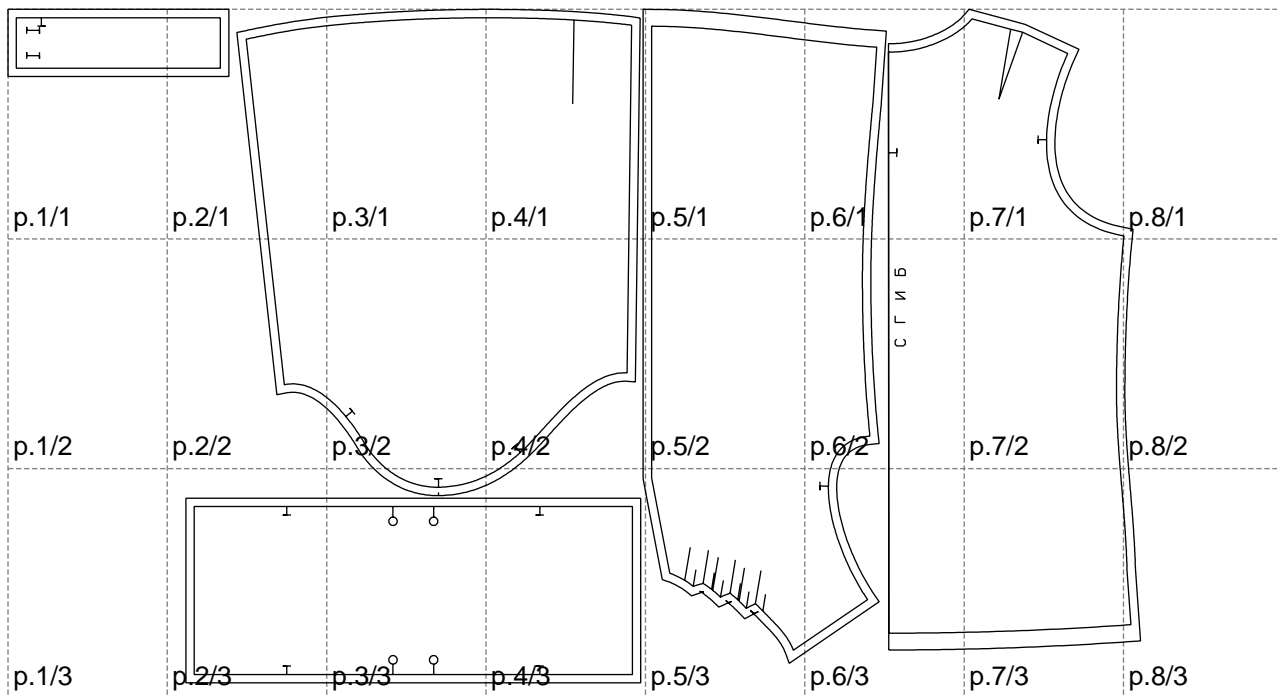 p.1/1 p.2/1 p.3/1 p.4/1 p.5/1 p.6/1 p.7/1 p.8/1
СГИБ
p.1/2 p.2/2 p.3/2 p.4/2 p.5/2 p.6/2 p.7/2 p.8/2
p.1/3 p.2/3 p.3/3 p.4/3 p.5/3 p.6/3 p.7/3 p.8/3